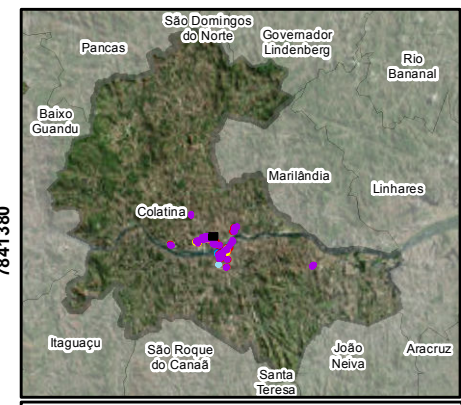 São Domingos
do Norte
Governador
Lindenberg
Pancas
Rio
Bananal
Baixo
Guandu
Marilândia
Linhares
Colatina
7841380
Itaguaçu
São Roque
do Canaã
João
Neiva
Aracruz
Santa
Teresa